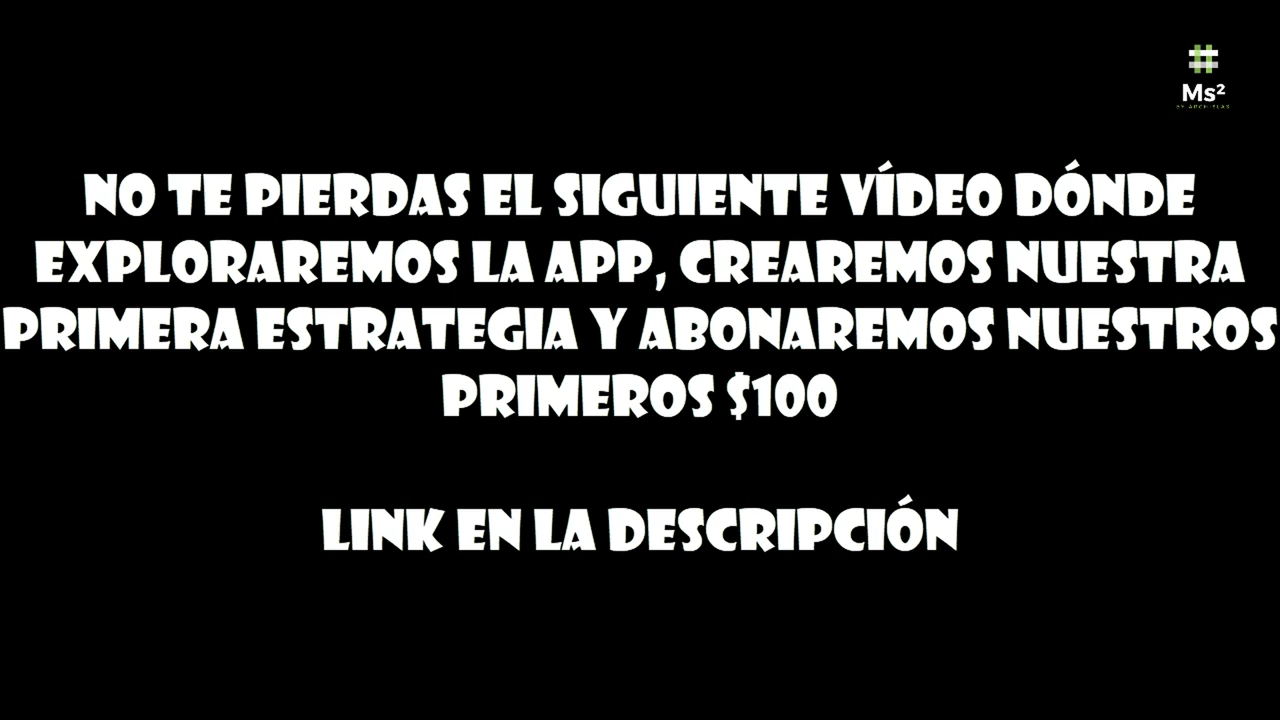 Ms²
NO TE PIERDAS EL SIGUIENTE VÍDEO DÓNDE
EXPLORAREMOS LA APP, CREAREMOS NUESTRA
PRIMERA ESTRATEGIA Y ABONAREMOS NUESTROS
PRIMEROS $100
LINK EN LA DESCRIPCIÓN